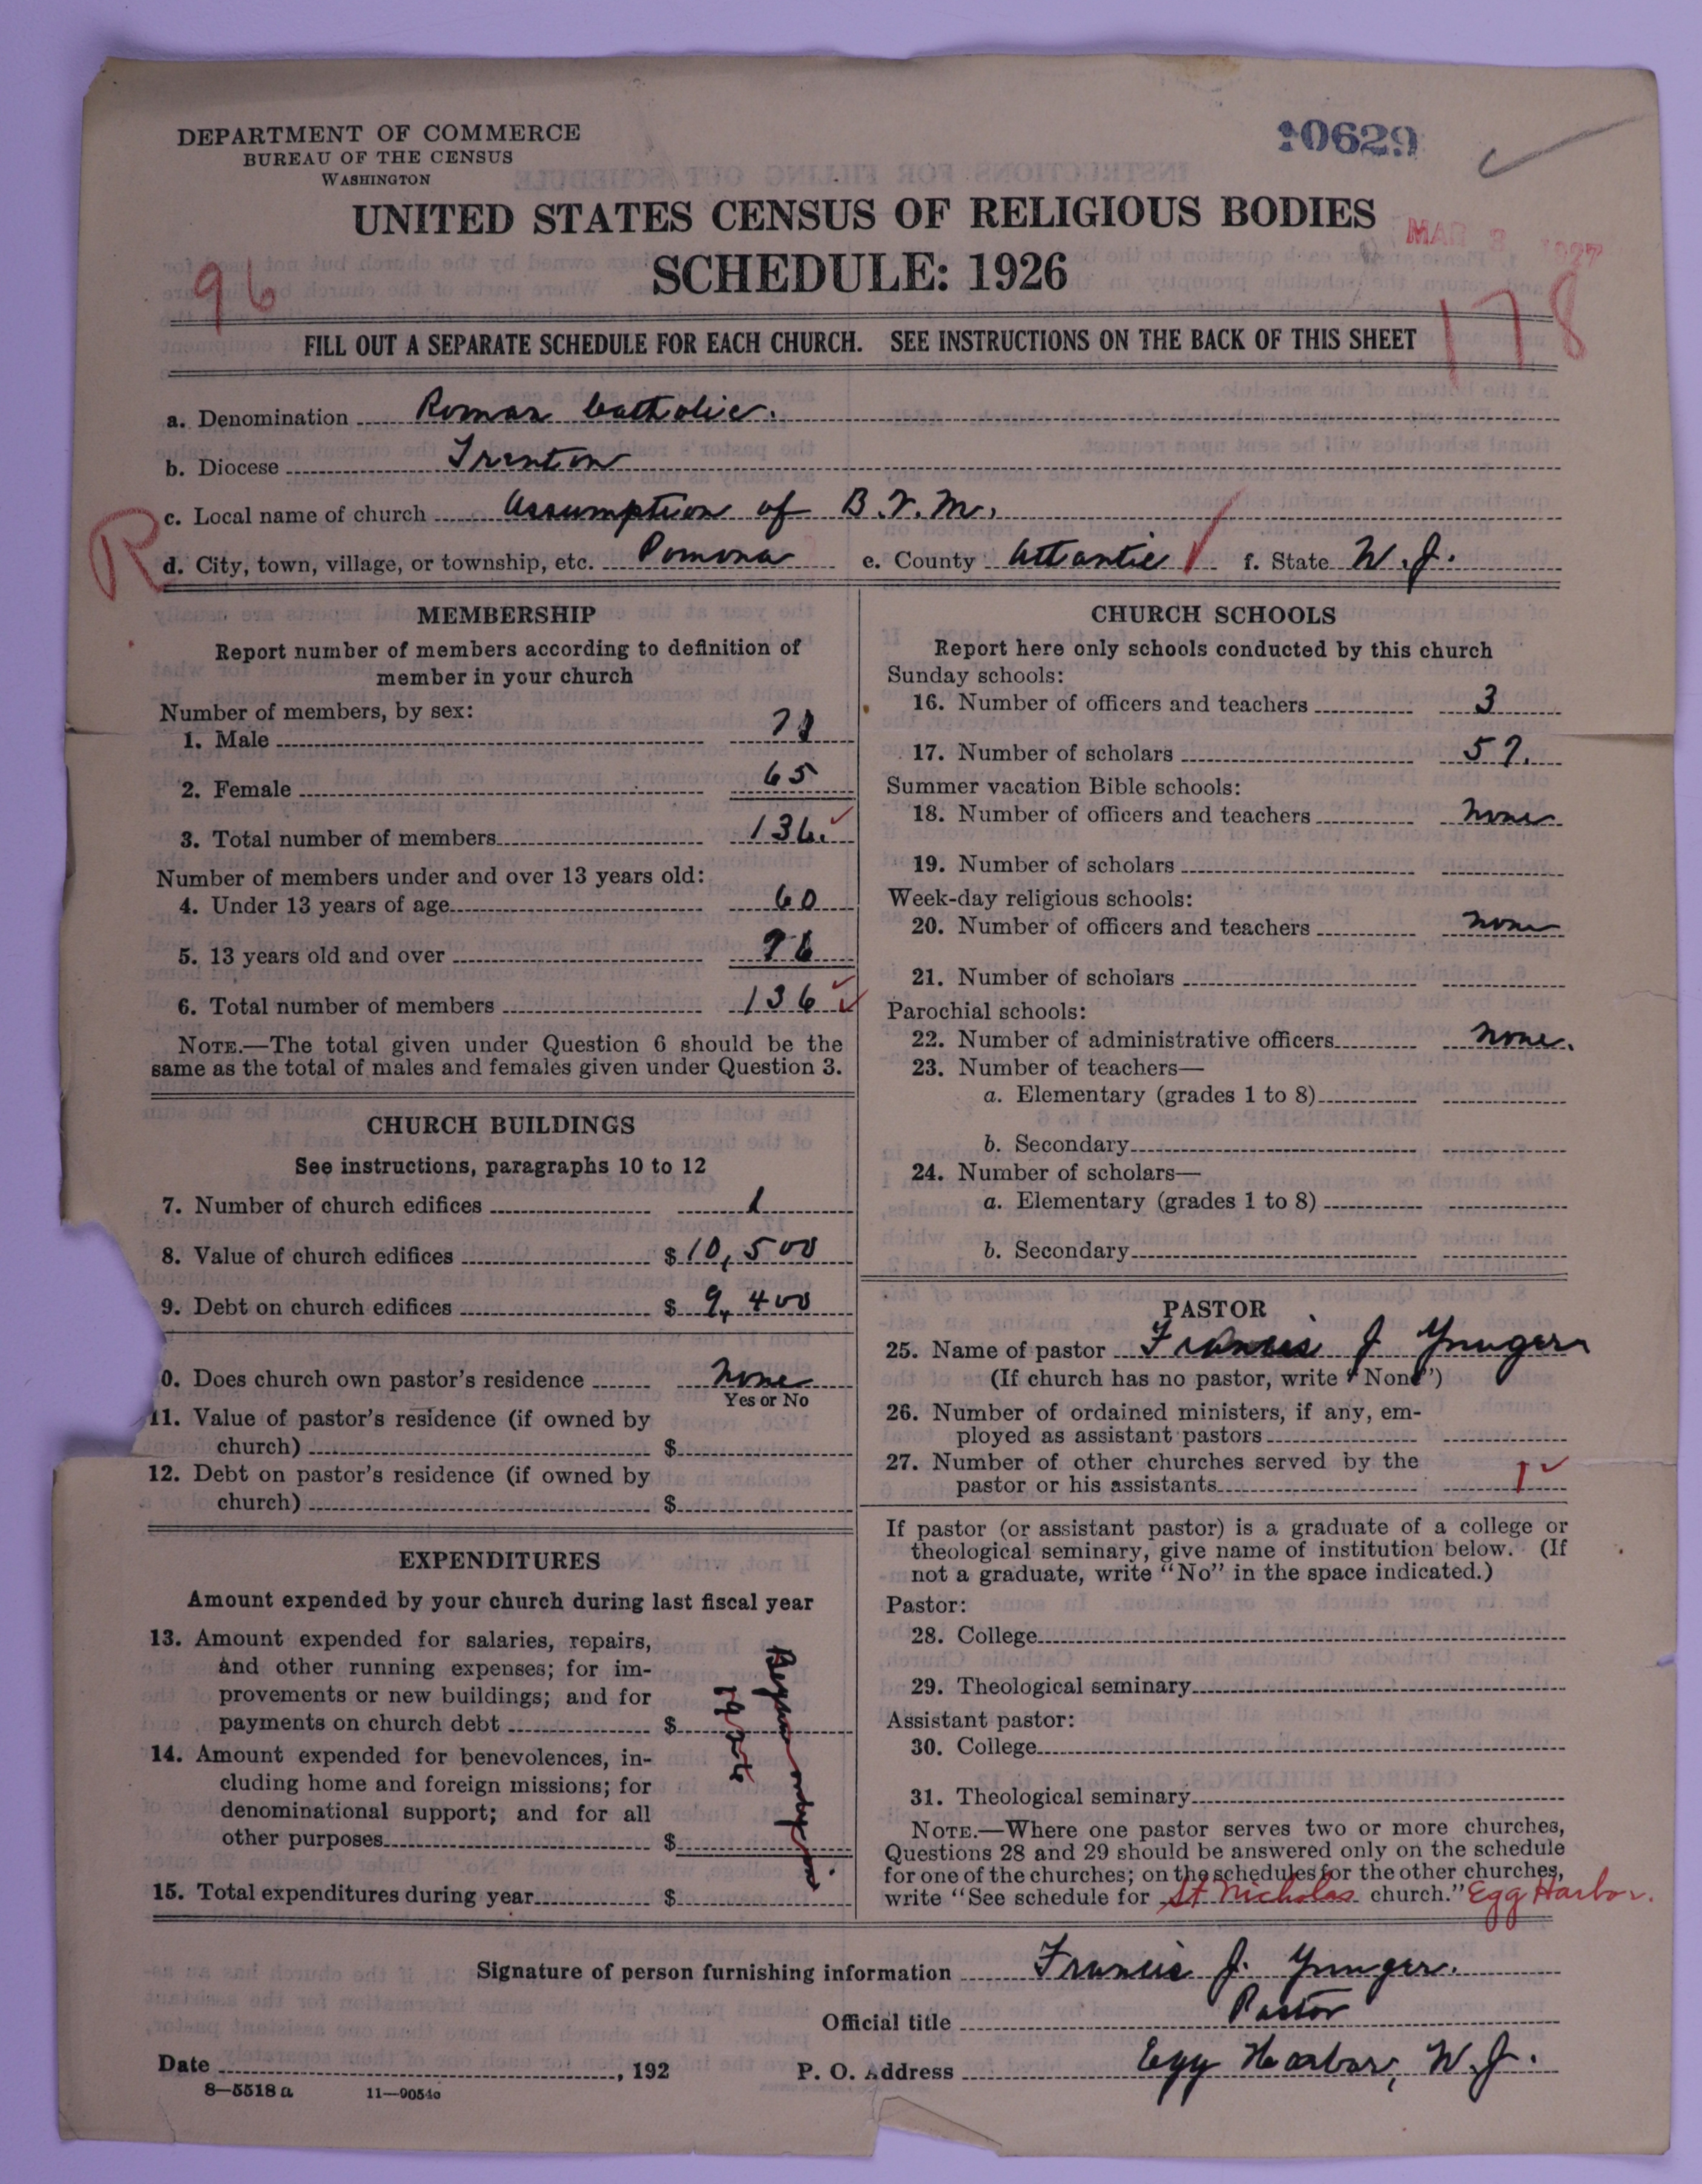 DEPARTMENT OF COMMERCE
BUREAU OF THE CENSUS
WASHINGTON
10629
UNITED STATES CENSUS OF RELIGIOUS BODIES
MAR 1927
SCHEDULE: 1926
96
178
FILL OUT A SEPARATE SCHEDULE FOR EACH CHURCH. SEE INSTRUCTIONS ON THE BACK OF THIS SHEET
a. Denomination Roman Catholic.
b. Diocese Trenton
c. Local name of church Assumption of B.V.M.
R
d. City, town, village, or township, etc. Pomona e. County Atlantic f. State N.J.
MEMBERSHIP
Report number of members according to definition of
member in your church
Number of members, by sex:
1. Male 71
2. Female 65
3. Total number of members 136.
Number of members under and over 13 years old:
4. Under 13 years of age 60
5. 13 years old and over 76
6. Total number of members 136
NOTE.—The total given under Question 6 should be the
same as the total of males and females given under Question 3.
CHURCH BUILDINGS
See instructions, paragraphs 10 to 12
7. Number of church edifices 1
8. Value of church edifices $ 10,500
9. Debt on church edifices $ 9,400
0. Does church own pastor's residence None
Yes or No
11. Value of pastor's residence (if owned by
church) $
12. Debt on pastor's residence (if owned by
church) $
EXPENDITURES
Amount expended by your church during last fiscal year
13. Amount expended for salaries, repairs,
and other running expenses; for im-
provements or new buildings; and for
payments on church debt $
14. Amount expended for benevolences, in-
cluding home and foreign missions; for
denominational support; and for all
other purposes $
15. Total expenditures during year $
CHURCH SCHOOLS
Report here only schools conducted by this church
Sunday schools:
16. Number of officers and teachers 3
17. Number of scholars 57.
Summer vacation Bible schools:
18. Number of officers and teachers None
19. Number of scholars
Week-day religious schools:
20. Number of officers and teachers None
21. Number of scholars
Parochial schools:
22. Number of administrative officers None.
23. Number of teachers—
a. Elementary (grades 1 to 8)
b. Secondary
24. Number of scholars—
a. Elementary (grades 1 to 8)
b. Secondary
PASTOR
25. Name of pastor Francis J Yunger
(If church has no pastor, write "None")
26. Number of ordained ministers, if any, em-
ployed as assistant pastors
27. Number of other churches served by the
pastor or his assistants 1
If pastor (or assistant pastor) is a graduate of a college or
theological seminary, give name of institution below. (If
not a graduate, write "No" in the space indicated.)
Pastor:
28. College
29. Theological seminary
Assistant pastor:
30. College
31. Theological seminary
NOTE.—Where one pastor serves two or more churches,
Questions 28 and 29 should be answered only on the schedule
for one of the churches; on the schedules for the other churches,
write "See schedule for St Nicholas church." Egg Harbor.
Signature of person furnishing information Francis J. Yunger.
Official title Pastor
Date , 192 P. O. Address Egg Harbor, N.J.
8—5518 a 11—9054o